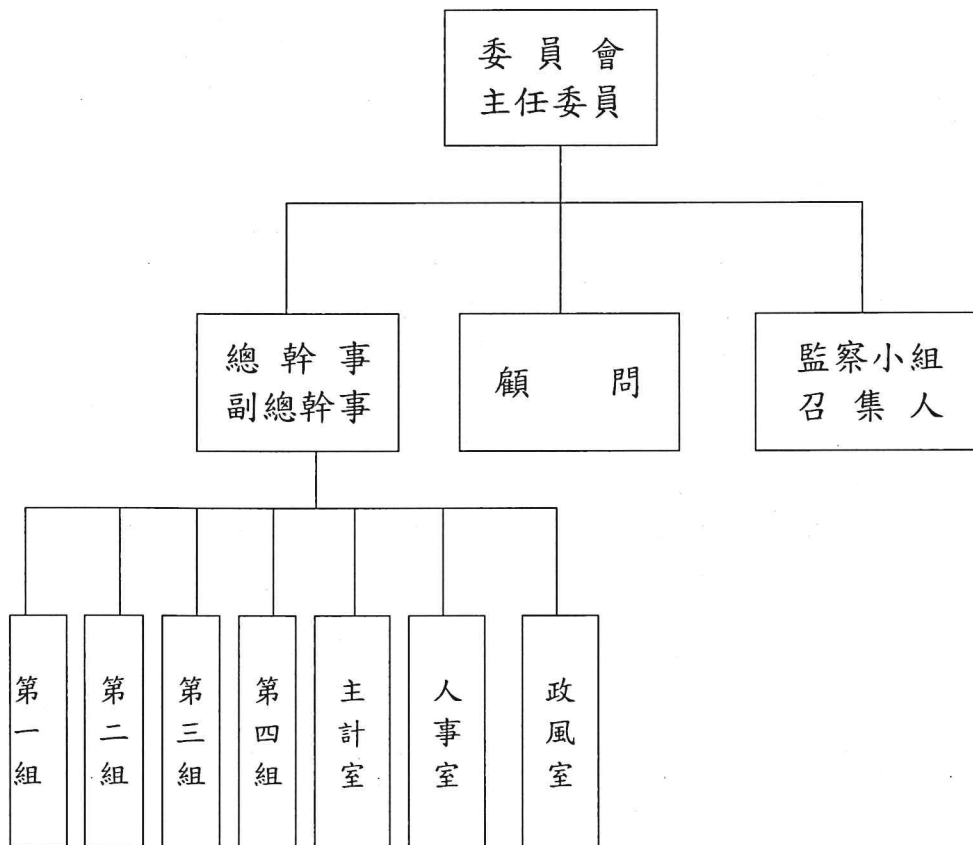 委員會
主任委員
總幹事
副總幹事
顧問
監察小組
召集人
第一組
第二組
第三組
第四組
主計室
人事室
政風室